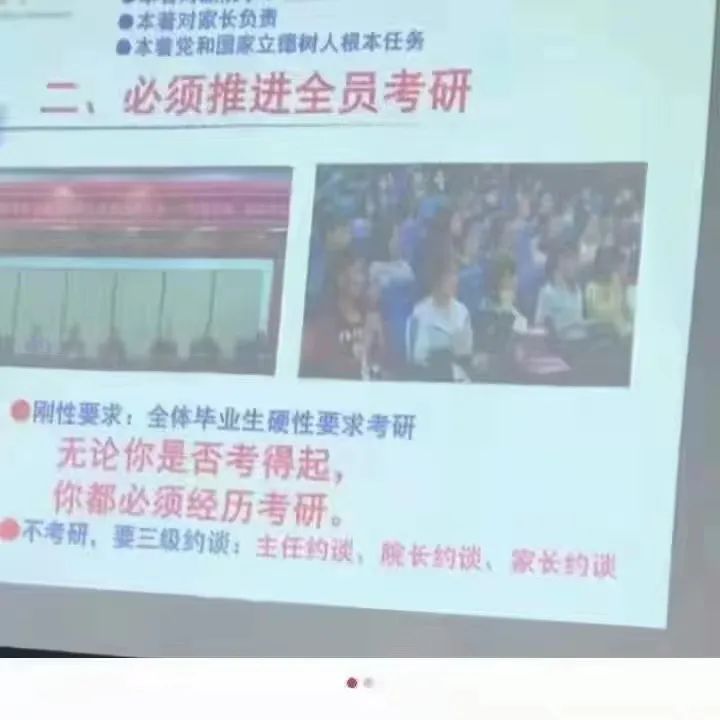 ●本着对家长负责
●本着党和国家立德树人根本任务
二、必须推进全员考研
●刚性要求：全体毕业生硬性要求考研
无论你是否考得起，
你都必须经历考研。
●不考研，要三级约谈：主任约谈、院长约谈、家长约谈